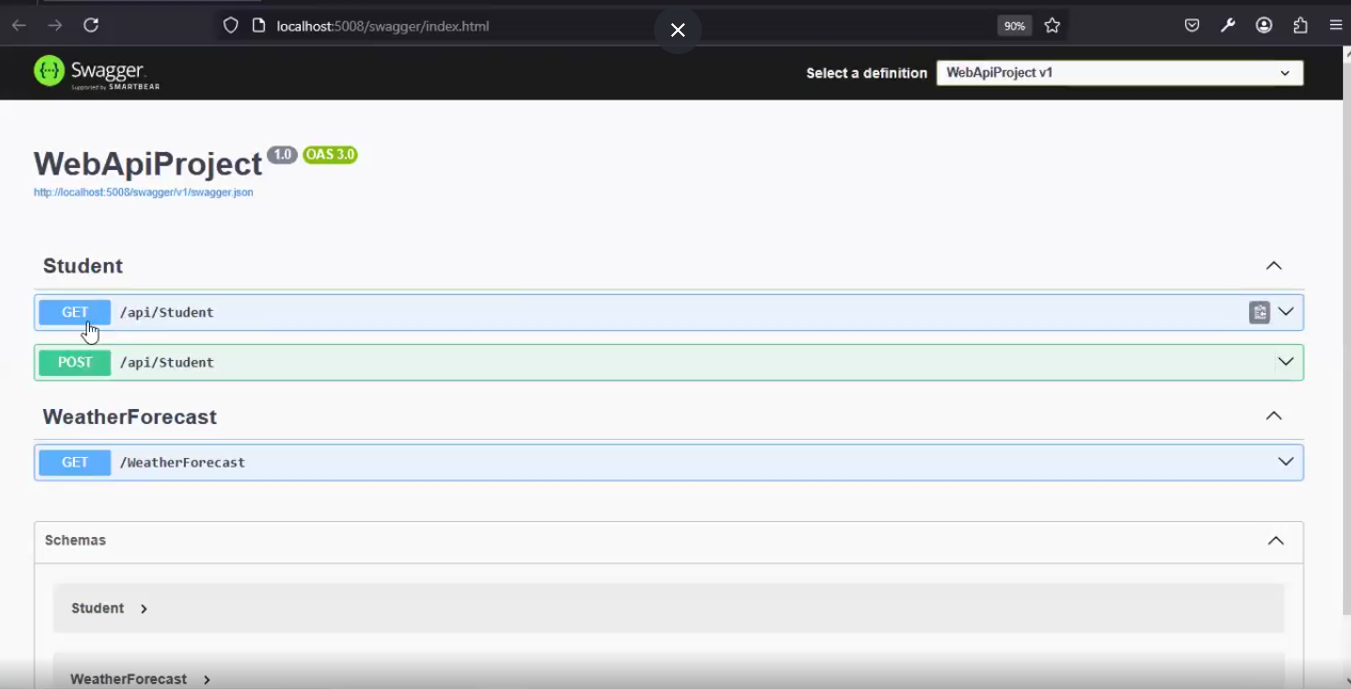 localhost:5008/swagger/index.html
90%
Swagger
Supported by SMARTBEAR
Select a definition
WebApiProject v1
WebApiProject 1.0 OAS 3.0
http://localhost:5008/swagger/v1/swagger.json
Student
GET /api/Student
POST /api/Student
WeatherForecast
GET /WeatherForecast
Schemas
Student
WeatherForecast